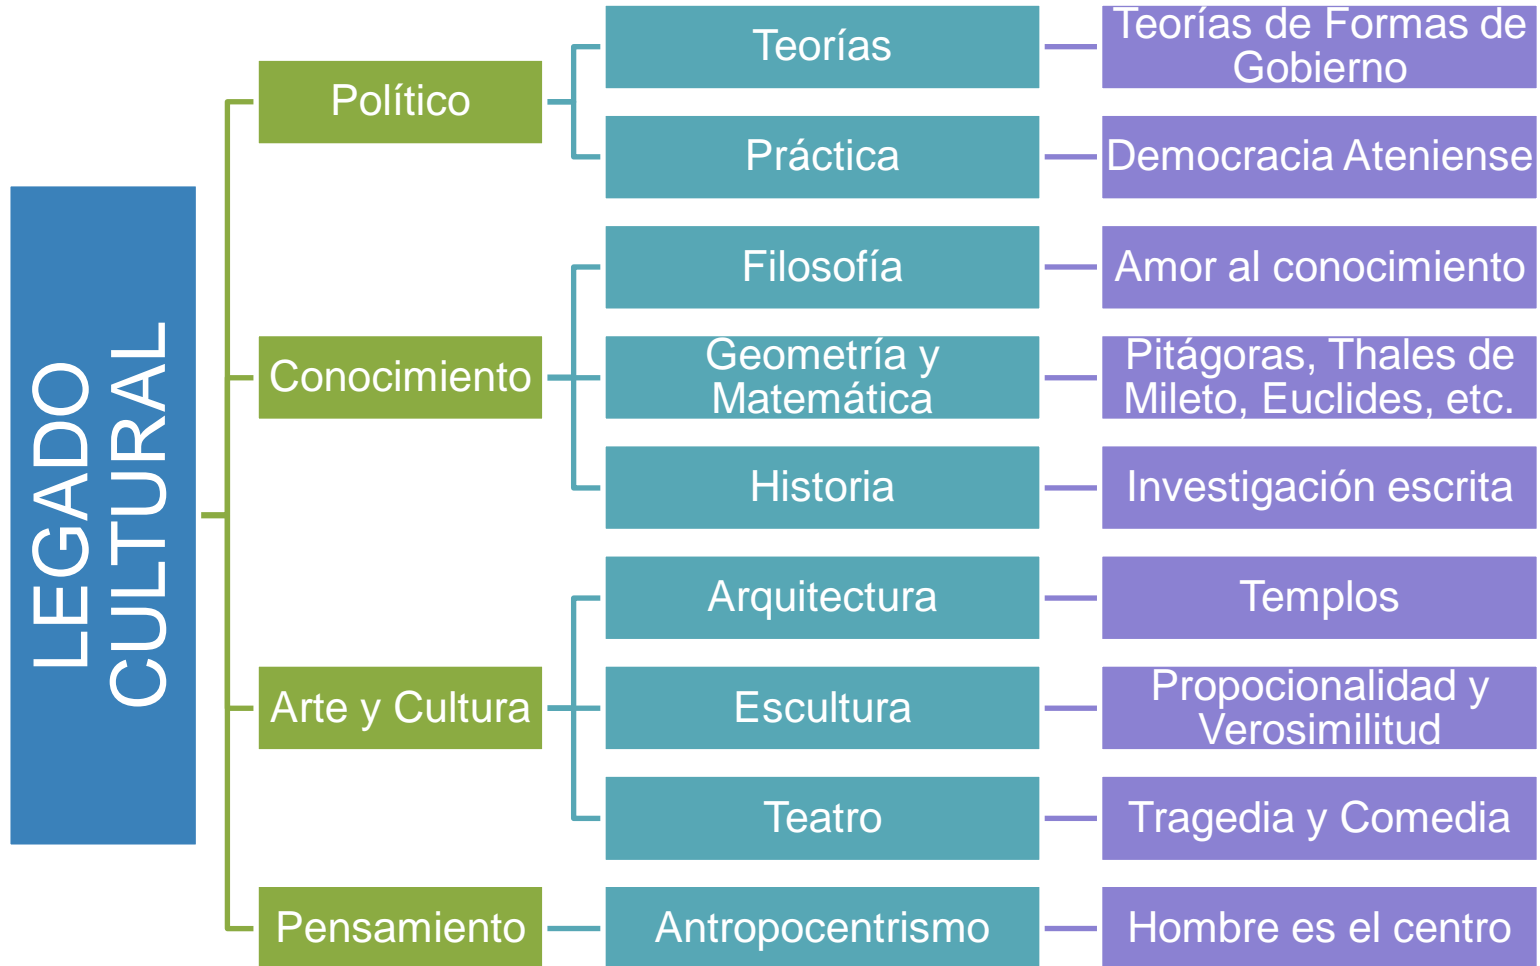 LEGADO
CULTURAL
Político
Teorías
Teorías de Formas de
Gobierno
Práctica
Democracia Ateniense
Conocimiento
Filosofía
Amor al conocimiento
Geometría y
Matemática
Pitágoras, Thales de
Mileto, Euclides, etc.
Historia
Investigación escrita
Arte y Cultura
Arquitectura
Templos
Escultura
Propocionalidad y
Verosimilitud
Teatro
Tragedia y Comedia
Pensamiento
Antropocentrismo
Hombre es el centro